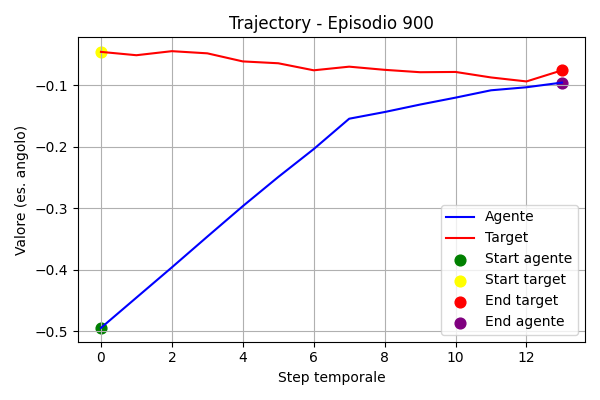 Trajectory - Episodio 900
Valore (es. angolo)
−0.1
−0.2
−0.3
−0.4
−0.5
0 2 4 6 8 10 12
Step temporale
Agente
Target
Start agente
Start target
End target
End agente